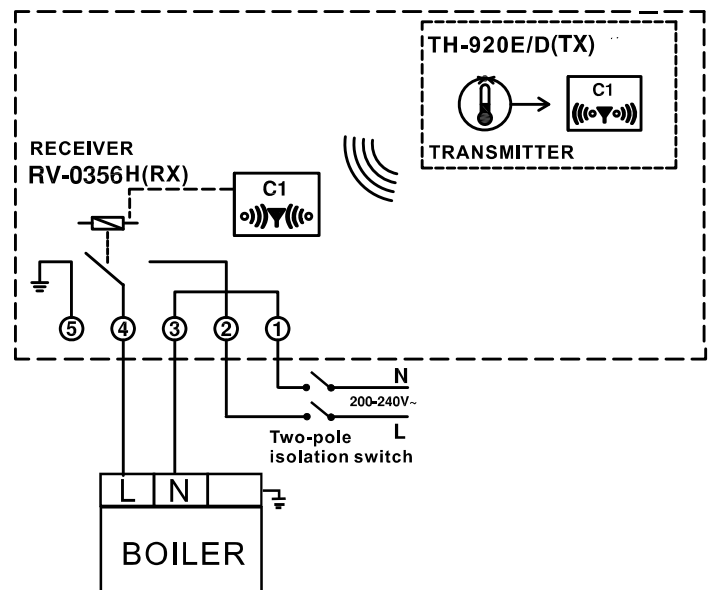 TH-920E/D(TX)
C1
TRANSMITTER
RECEIVER
RV-0356H(RX)
C1
5 4 3 2 1
N
200-240V~
L
Two-pole
isolation switch
L N
BOILER